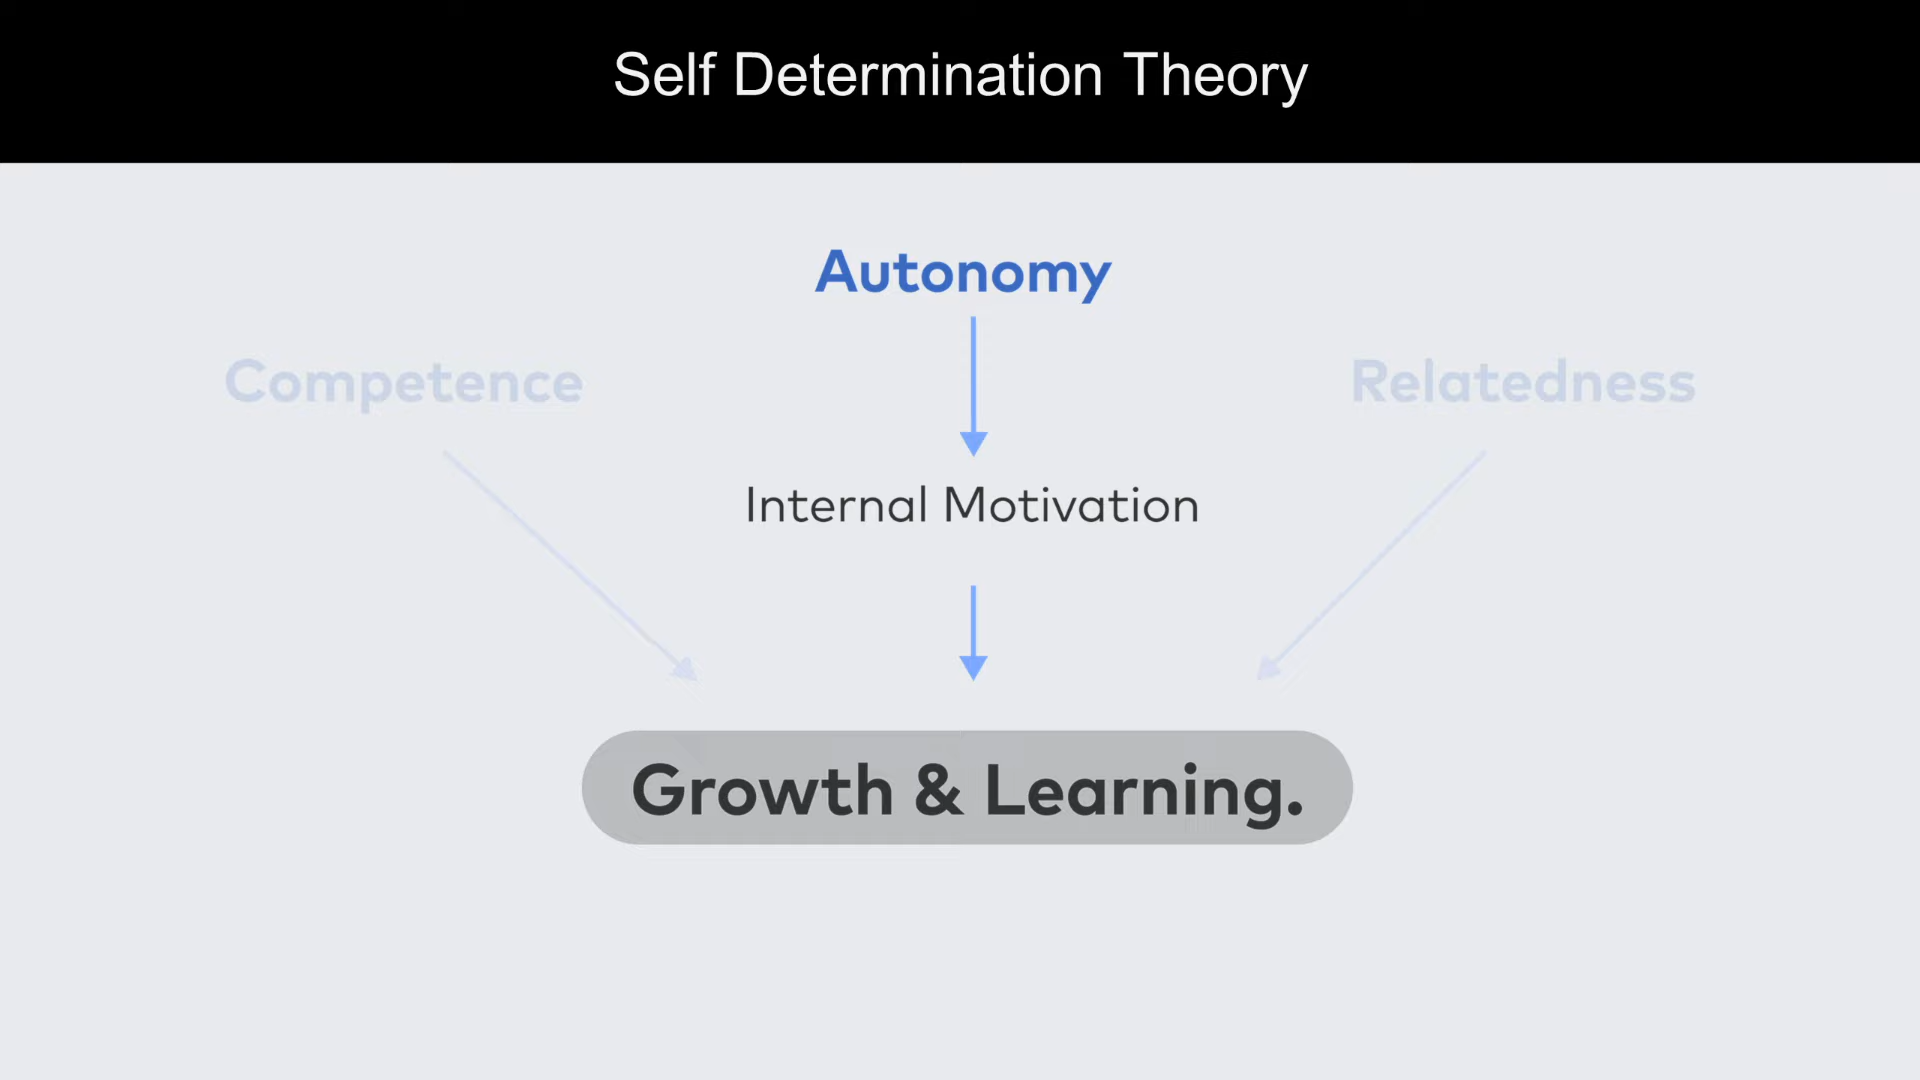 Self Determination Theory
Autonomy
Competence
Relatedness
Internal Motivation
Growth & Learning.